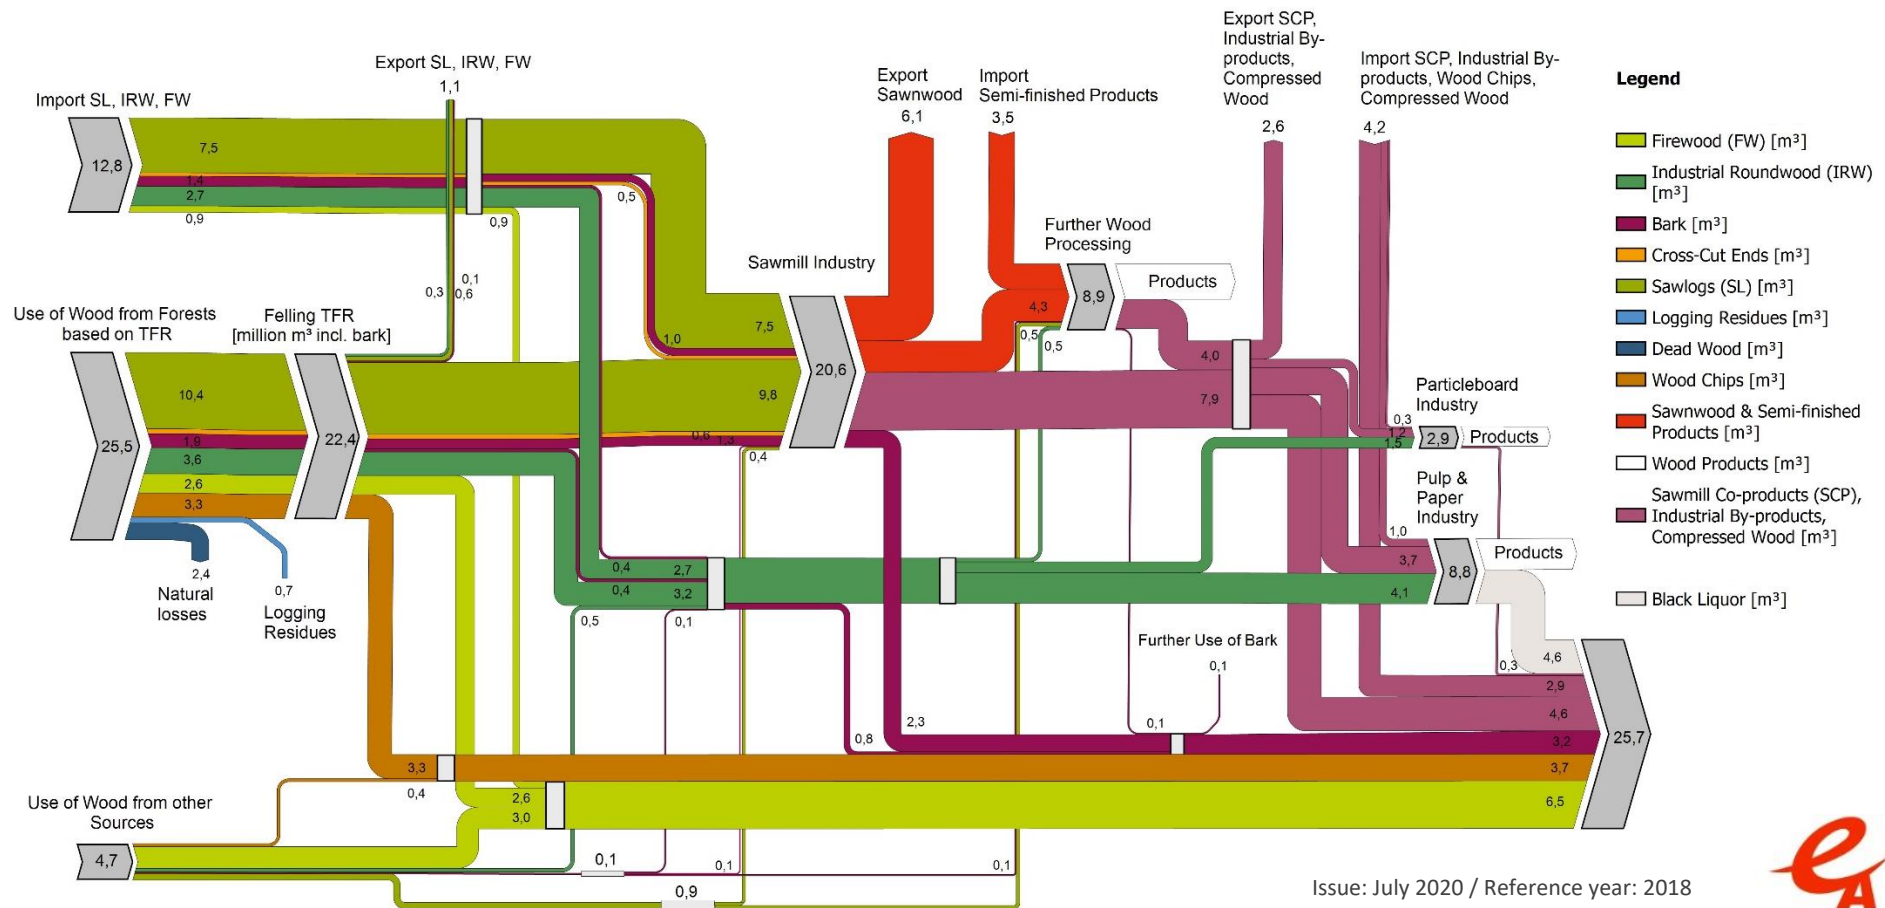 Export SL, IRW, FW
1,1
Import SL, IRW, FW
12,8
7,5
1,4
2,7
0,9
0,9
0,5
0,3
0,1
0,6
Export
Sawnwood
6,1
Import
Semi-finished Products
3,5
Export SCP,
Industrial By-
products,
Compressed
Wood
2,6
Import SCP, Industrial By-
products, Wood Chips,
Compressed Wood
4,2
Legend
Firewood (FW) [m³]
Industrial Roundwood (IRW)
[m³]
Bark [m³]
Cross-Cut Ends [m³]
Sawlogs (SL) [m³]
Logging Residues [m³]
Dead Wood [m³]
Wood Chips [m³]
Sawnwood & Semi-finished
Products [m³]
Wood Products [m³]
Sawmill Co-products (SCP),
Industrial By-products,
Compressed Wood [m³]
Black Liquor [m³]
Use of Wood from Forests
based on TFR
25,5
10,4
1,9
3,6
2,6
3,3
2,4
Natural
losses
0,7
Logging
Residues
Felling TFR
[million m³ incl. bark]
22,4
Sawmill Industry
20,6
7,5
1,0
9,8
0,6
1,3
0,4
Further Wood
Processing
8,9
4,3
0,5
0,5
Products
4,0
7,9
Particleboard
Industry
0,3
1,2
1,5
2,9
Products
Pulp &
Paper
Industry
1,0
3,7
4,1
8,8
Products
0,4
2,7
0,4
3,2
0,5
0,1
Further Use of Bark
0,1
0,1
2,3
0,8
0,3
4,6
2,9
4,6
3,2
3,7
6,5
25,7
3,3
0,4
2,6
3,0
Use of Wood from other
Sources
4,7
0,1
0,1
0,1
0,9
Issue: July 2020 / Reference year: 2018
eA